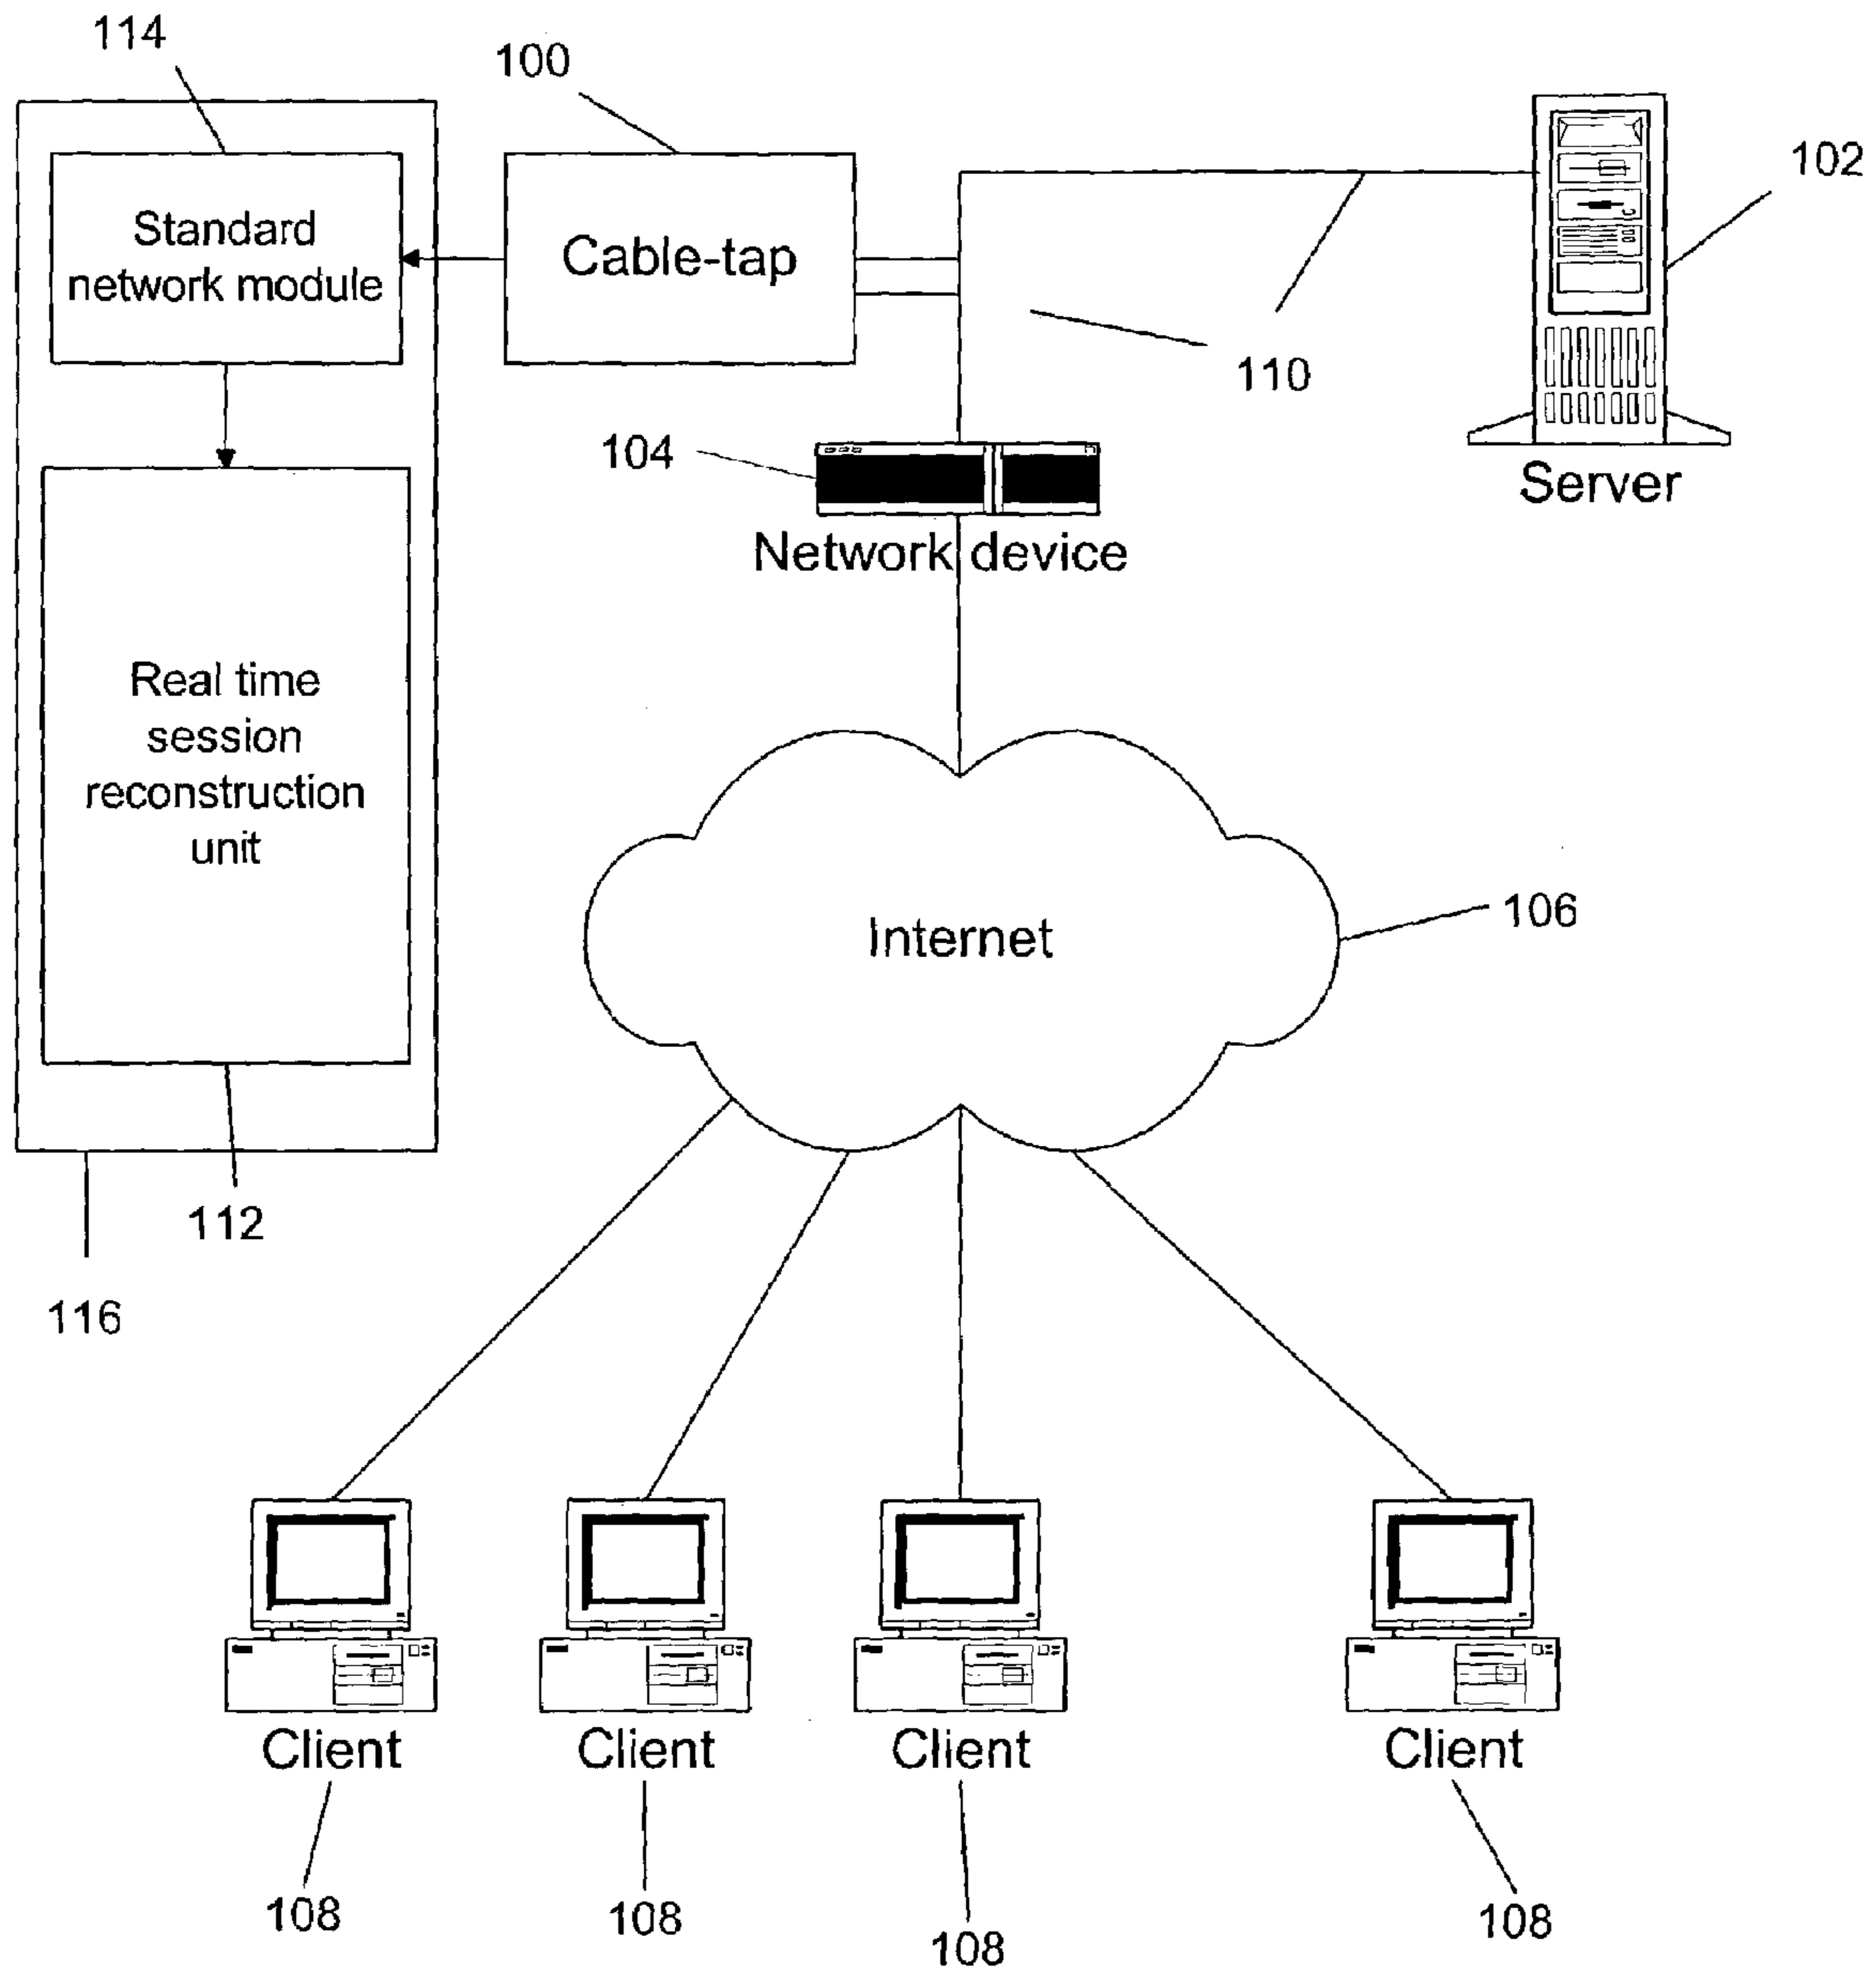 114
100
102
Standard
network module
Cable-tap
110
104
Server
Network device
Real time
session
reconstruction
unit
Internet
106
112
116
Client
Client
Client
Client
108
108
108
108